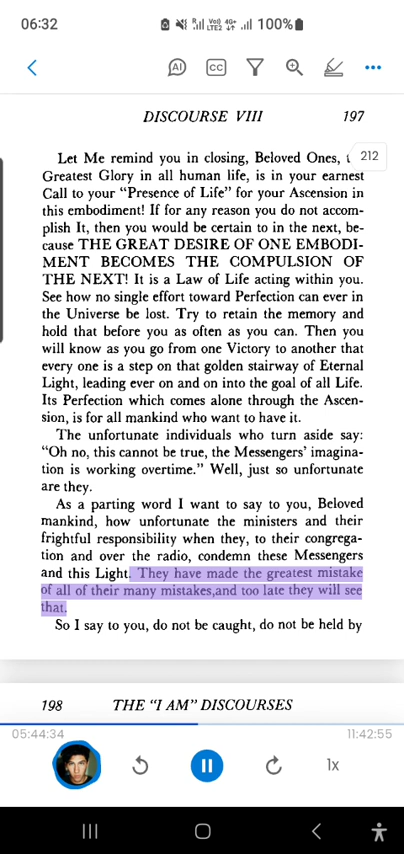 06:32
R Vo)) 4G+
LTE2
100%
AI
CC
DISCOURSE VIII 197
212
Let Me remind you in closing, Beloved Ones,
Greatest Glory in all human life, is in your earnest
Call to your “Presence of Life” for your Ascension in
this embodiment! If for any reason you do not accom-
plish It, then you would be certain to in the next, be-
cause THE GREAT DESIRE OF ONE EMBODI-
MENT BECOMES THE COMPULSION OF
THE NEXT! It is a Law of Life acting within you.
See how no single effort toward Perfection can ever in
the Universe be lost. Try to retain the memory and
hold that before you as often as you can. Then you
will know as you go from one Victory to another that
every one is a step on that golden stairway of Eternal
Light, leading ever on and on into the goal of all Life.
Its Perfection which comes alone through the Ascen-
sion, is for all mankind who want to have it.
The unfortunate individuals who turn aside say:
“Oh no, this cannot be true, the Messengers’ imagina-
tion is working overtime.” Well, just so unfortunate
are they.
As a parting word I want to say to you, Beloved
mankind, how unfortunate the ministers and their
frightful responsibility when they, to their congrega-
tion and over the radio, condemn these Messengers
and this Light. They have made the greatest mistake
of all of their many mistakes,and too late they will see
that.
So I say to you, do not be caught, do not be held by
198 THE “I AM” DISCOURSES
05:44:34 11:42:55
1x